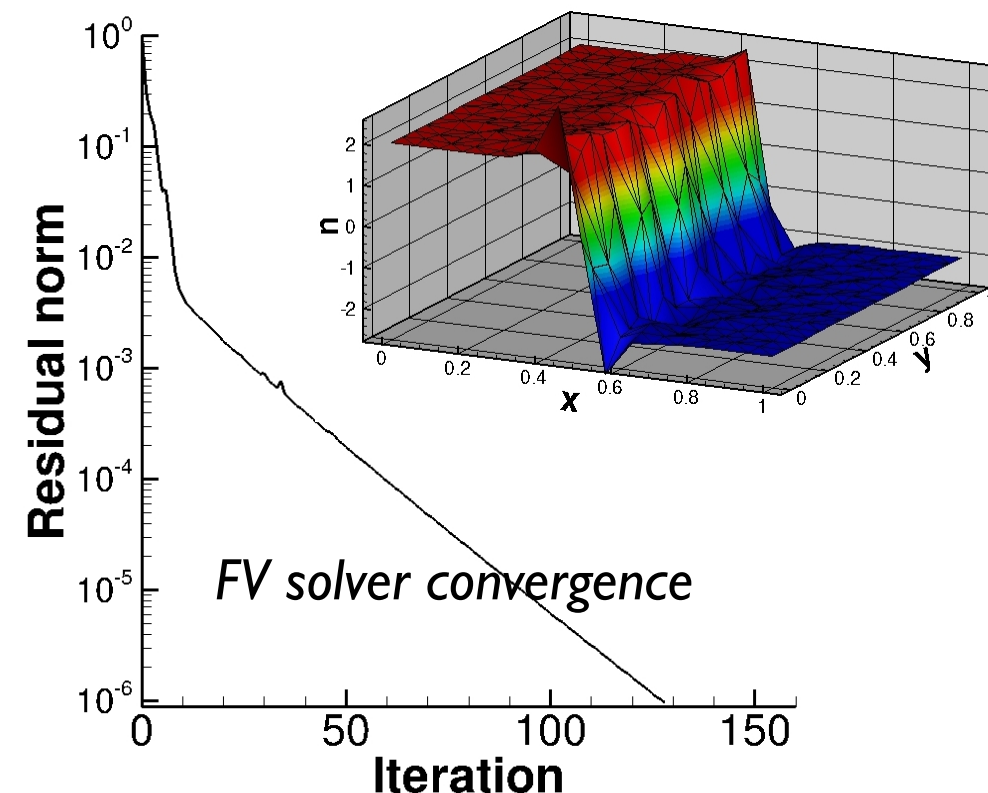 Residual norm
10^0
10^-1
10^-2
10^-3
10^-4
10^-5
10^-6
0 50 100 150
Iteration
FV solver convergence
n
2
1
0
-1
-2
0 0.2 0.4 0.6 0.8 1
x
0 0.2 0.4 0.6 0.8
y